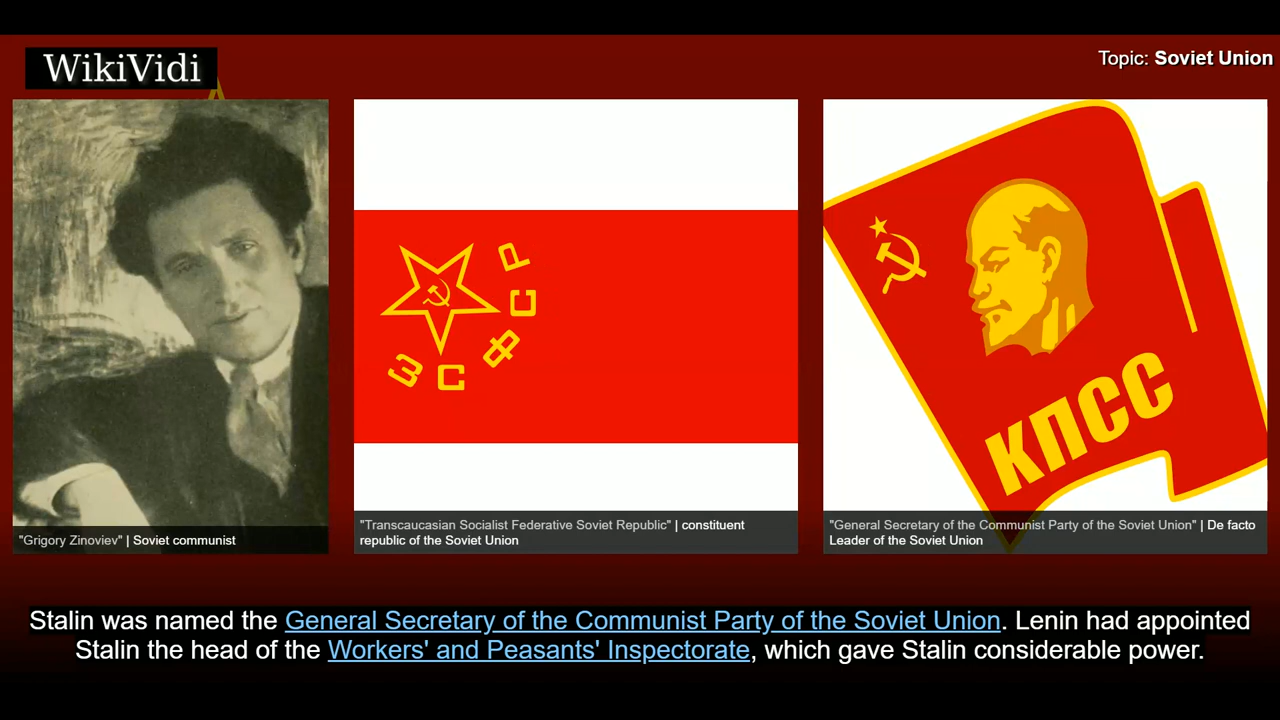 WikiVidi
Topic: Soviet Union
З С Ф С Р
КПСС
"Grigory Zinoviev" | Soviet communist
"Transcaucasian Socialist Federative Soviet Republic" | constituent
republic of the Soviet Union
"General Secretary of the Communist Party of the Soviet Union" | De facto
Leader of the Soviet Union
Stalin was named the General Secretary of the Communist Party of the Soviet Union. Lenin had appointed
Stalin the head of the Workers' and Peasants' Inspectorate, which gave Stalin considerable power.